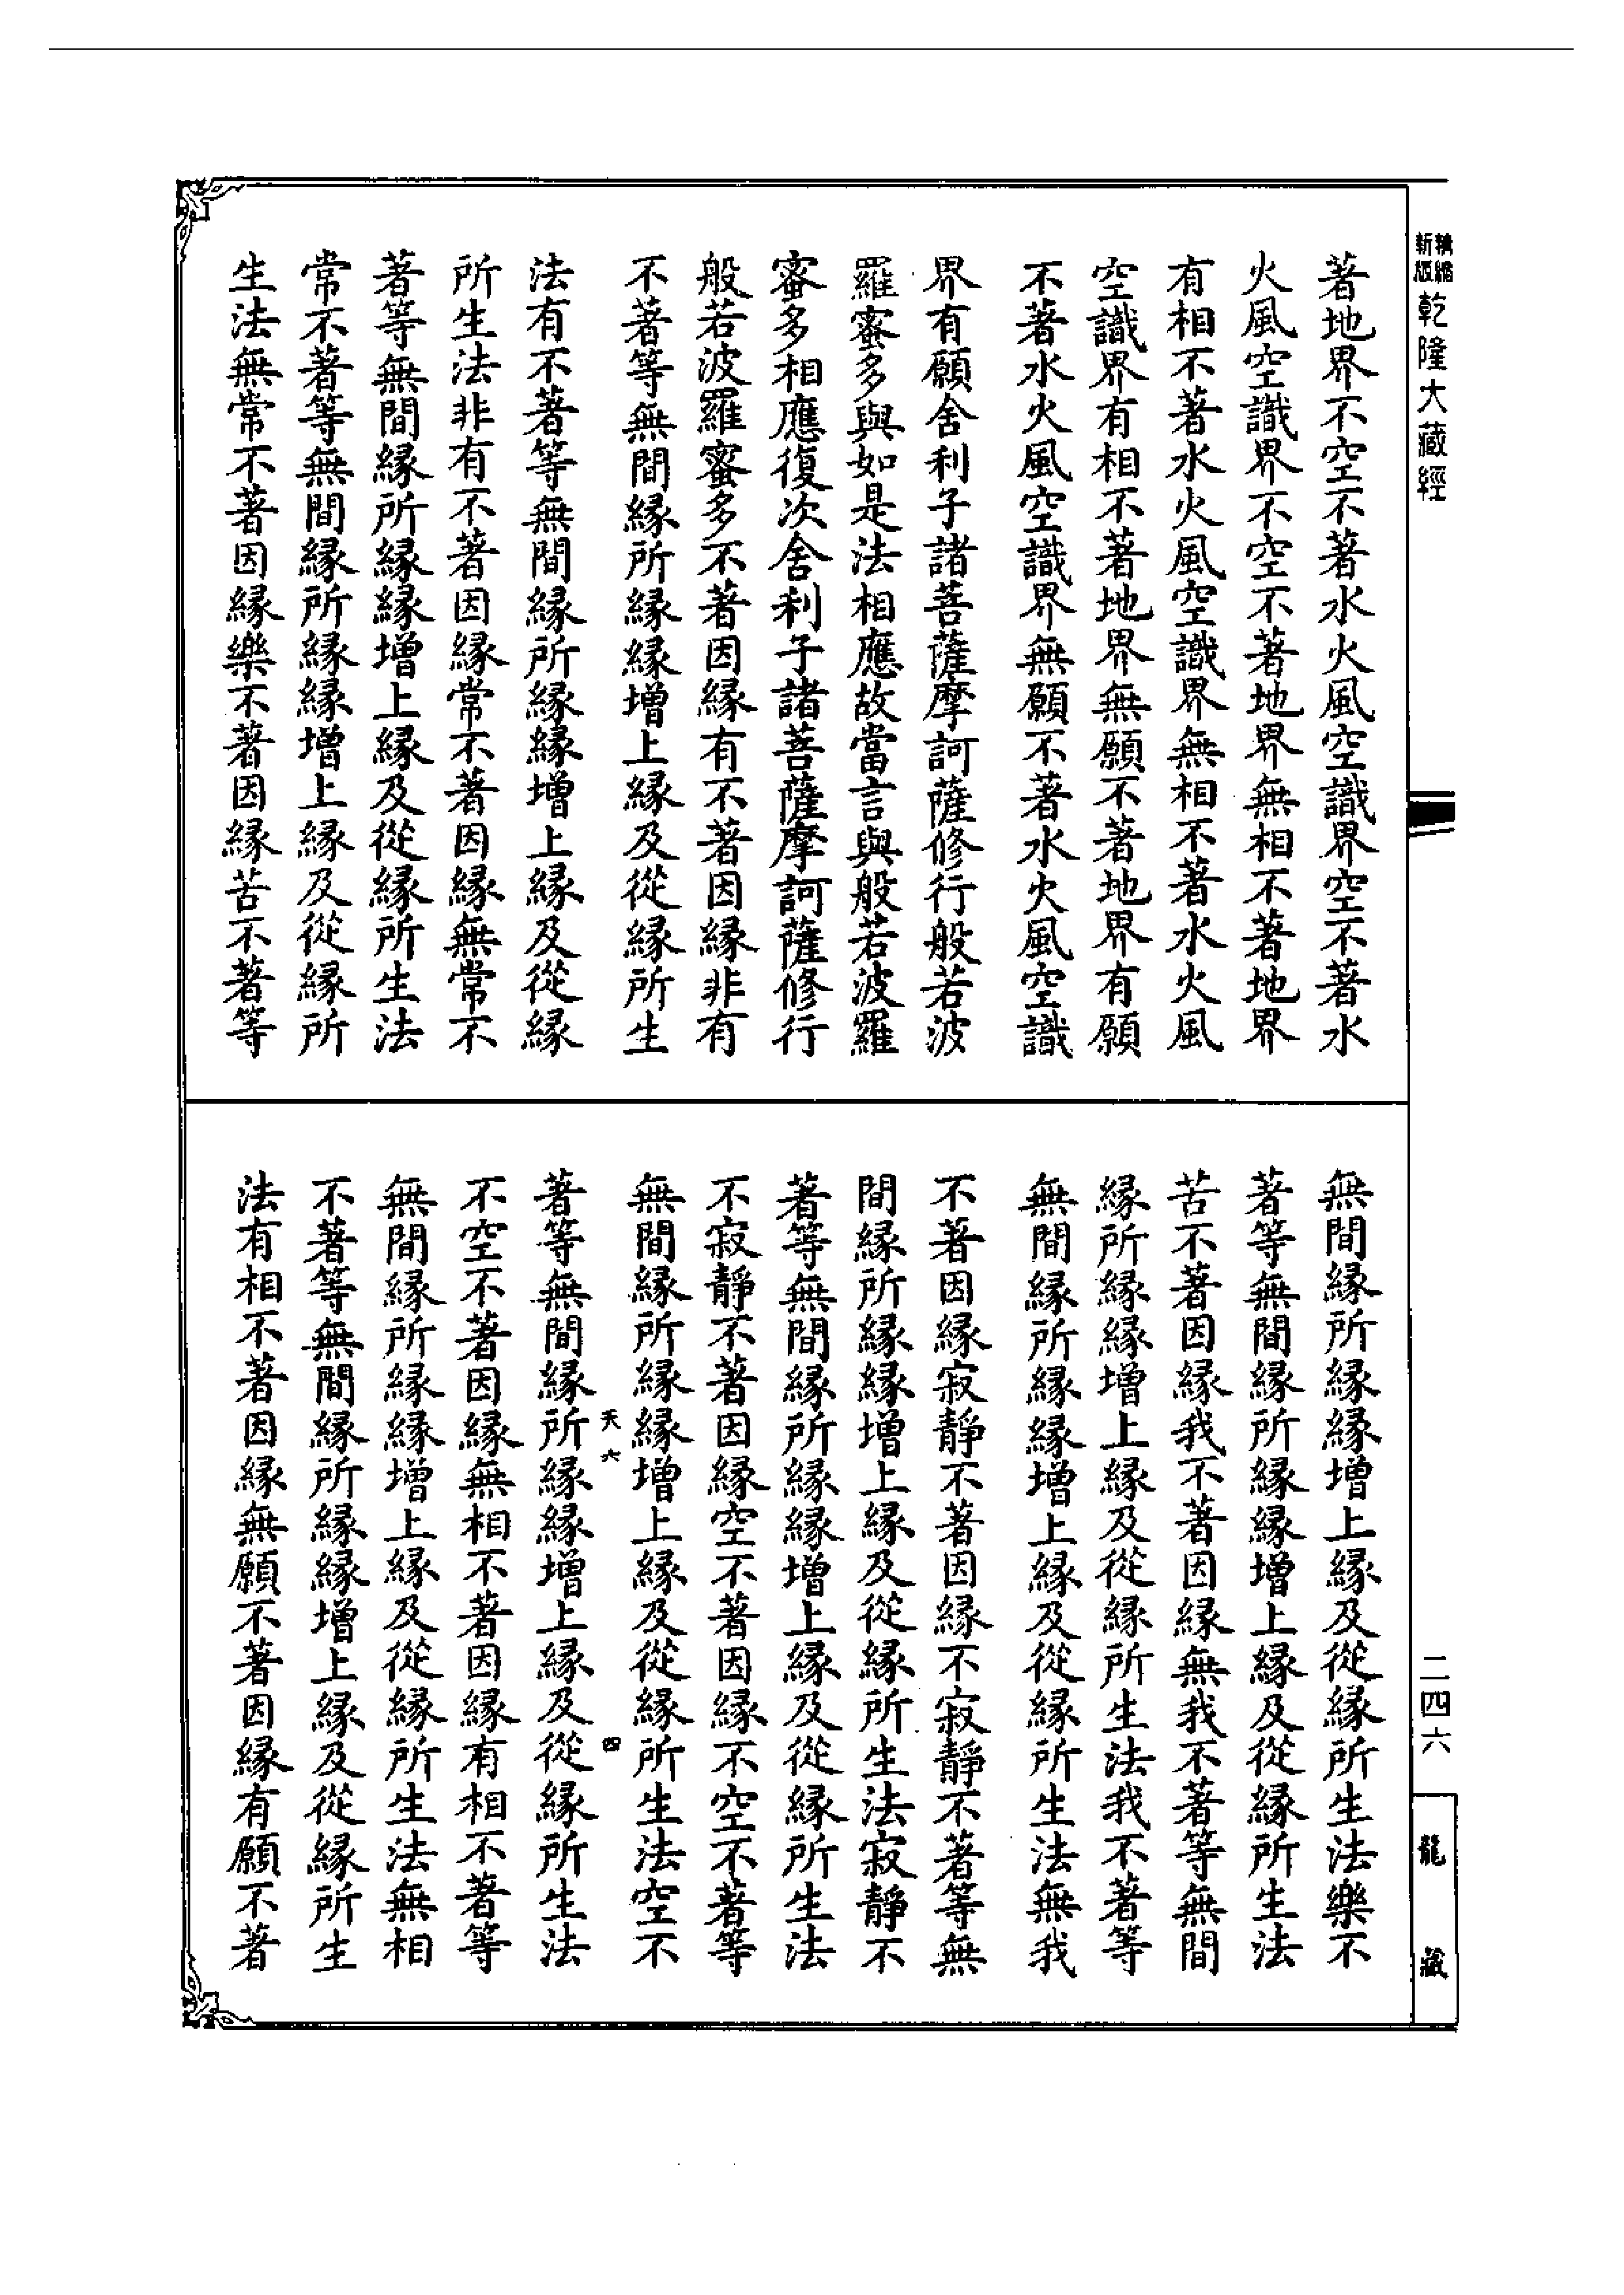 精縮
新版
乾隆大藏經
著地界不空不著水火風空識界空不著水
火風空識界不空不著地界無相不著地界
有相不著水火風空識界無相不著水火風
空識界有相不著地界無願不著地界有願
不著水火風空識界無願不著水火風空識
界有願舍利子諸菩薩摩訶薩修行般若波
羅蜜多與如是法相應故當言與般若波羅
蜜多相應復次舍利子諸菩薩摩訶薩修行
般若波羅蜜多不著因緣有不著因緣非有
不著等無間緣所緣緣增上緣及從緣所生
法有不著等無間緣所緣緣增上緣及從緣
所生法非有不著因緣常不著因緣無常不
著等無間緣所緣緣增上緣及從緣所生法
常不著等無間緣所緣緣增上緣及從緣所
生法無常不著因緣樂不著因緣苦不著等
無間緣所緣緣增上緣及從緣所生法樂不
著等無間緣所緣緣增上緣及從緣所生法
苦不著因緣我不著因緣無我不著等無間
緣所緣緣增上緣及從緣所生法我不著等
無間緣所緣緣增上緣及從緣所生法無我
不著因緣寂靜不著因緣不寂靜不著等無
間緣所緣緣增上緣及從緣所生法寂靜不
著等無間緣所緣緣增上緣及從緣所生法
不寂靜不著因緣空不著因緣不空不著等
無間緣所緣緣增上緣及從緣所生法空不
天六
四
著等無間緣所緣緣增上緣及從緣所生法
不空不著因緣無相不著因緣有相不著等
無間緣所緣緣增上緣及從緣所生法無相
不著等無間緣所緣緣增上緣及從緣所生
法有相不著因緣無願不著因緣有願不著
二四六
龍藏